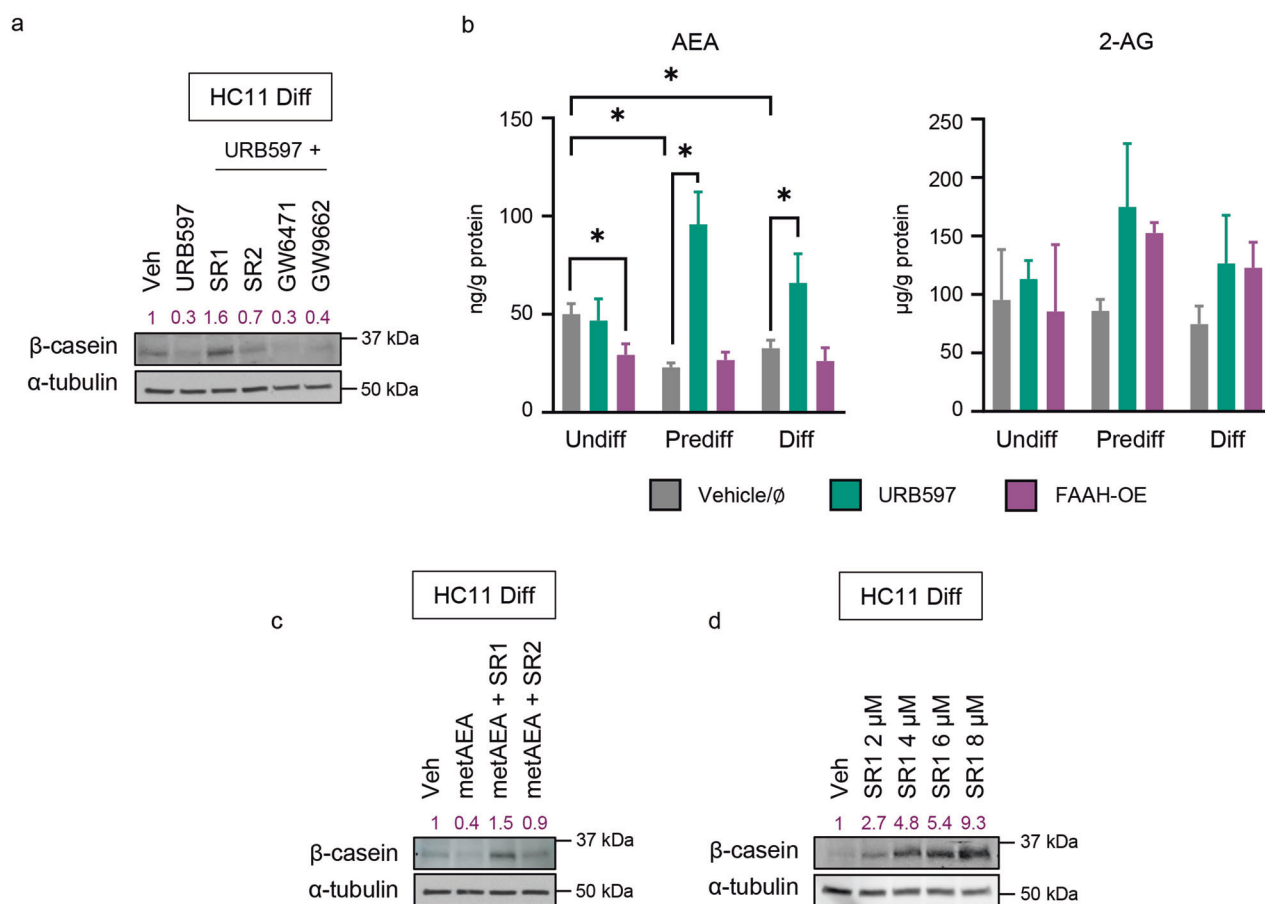 a
HC11 Diff
URB597 +
Veh
URB597
SR1
SR2
GW6471
GW9662
1 0.3 1.6 0.7 0.3 0.4
β-casein
37 kDa
α-tubulin
50 kDa
b
AEA
*
*
*
*
*
ng/g protein
150
100
50
0
Undiff Prediff Diff
2-AG
µg/g protein
250
200
150
100
50
0
Undiff Prediff Diff
Vehicle/Ø URB597 FAAH-OE
c
HC11 Diff
Veh
metAEA
metAEA + SR1
metAEA + SR2
1 0.4 1.5 0.9
β-casein
37 kDa
α-tubulin
50 kDa
d
HC11 Diff
Veh
SR1 2 µM
SR1 4 µM
SR1 6 µM
SR1 8 µM
1 2.7 4.8 5.4 9.3
β-casein
37 kDa
α-tubulin
50 kDa